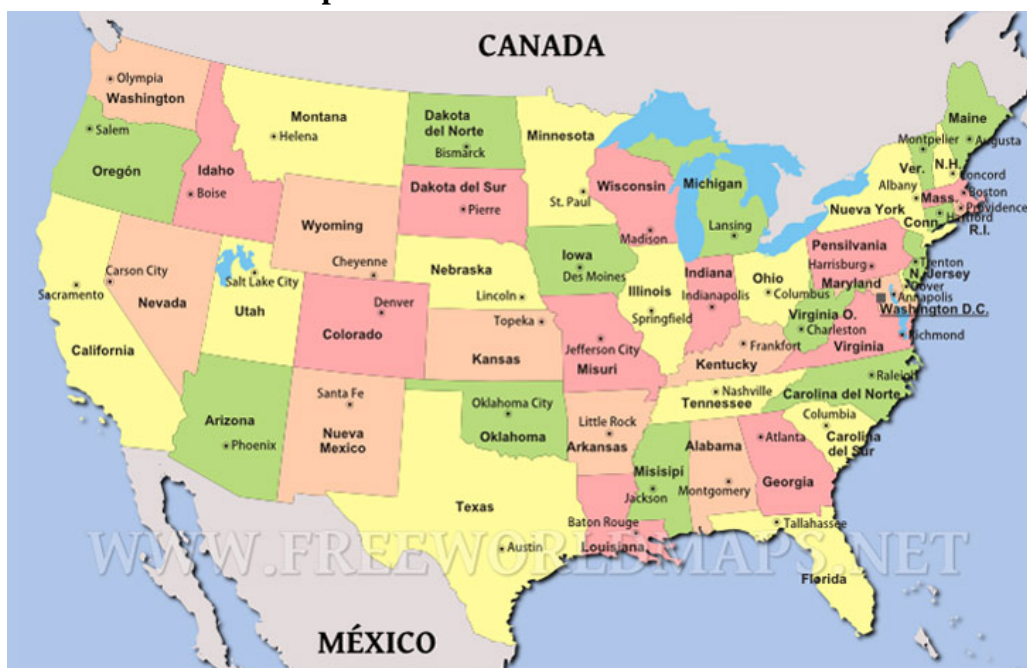 CANADA
Olympia
Washington
Salem
Oregón
Idaho
Boise
Montana
Helena
Dakota
del Norte
Bismarck
Minnesota
St. Paul
Wyoming
Cheyenne
Dakota del Sur
Pierre
Wisconsin
Madison
Michigan
Lansing
Maine
Augusta
Montpelier
Ver.
N.H.
Concord
Albany
Nueva York
Mass.
Boston
Providence
Conn.
Hartford
R.I.
Carson City
Sacramento
Nevada
California
Salt Lake City
Utah
Nebraska
Lincoln
Iowa
Des Moines
Illinois
Springfield
Indiana
Indianapolis
Ohio
Columbus
Pensilvania
Harrisburg
Trenton
N. Jersey
Maryland
Dover
Annapolis
Washington D.C.
Denver
Colorado
Topeka
Kansas
Jefferson City
Misuri
Frankfort
Kentucky
Virginia O.
Charleston
Virginia
Richmond
Arizona
Phoenix
Santa Fe
Nueva
Mexico
Oklahoma City
Oklahoma
Little Rock
Arkansas
Nashville
Tennessee
Raleigh
Carolina del Norte
Columbia
Carolina
del Sur
Texas
Austin
Misisipi
Jackson
Alabama
Montgomery
Atlanta
Georgia
Baton Rouge
Louisiana
Tallahassee
Florida
WWW.FREEWORLDMAPS.NET
MÉXICO